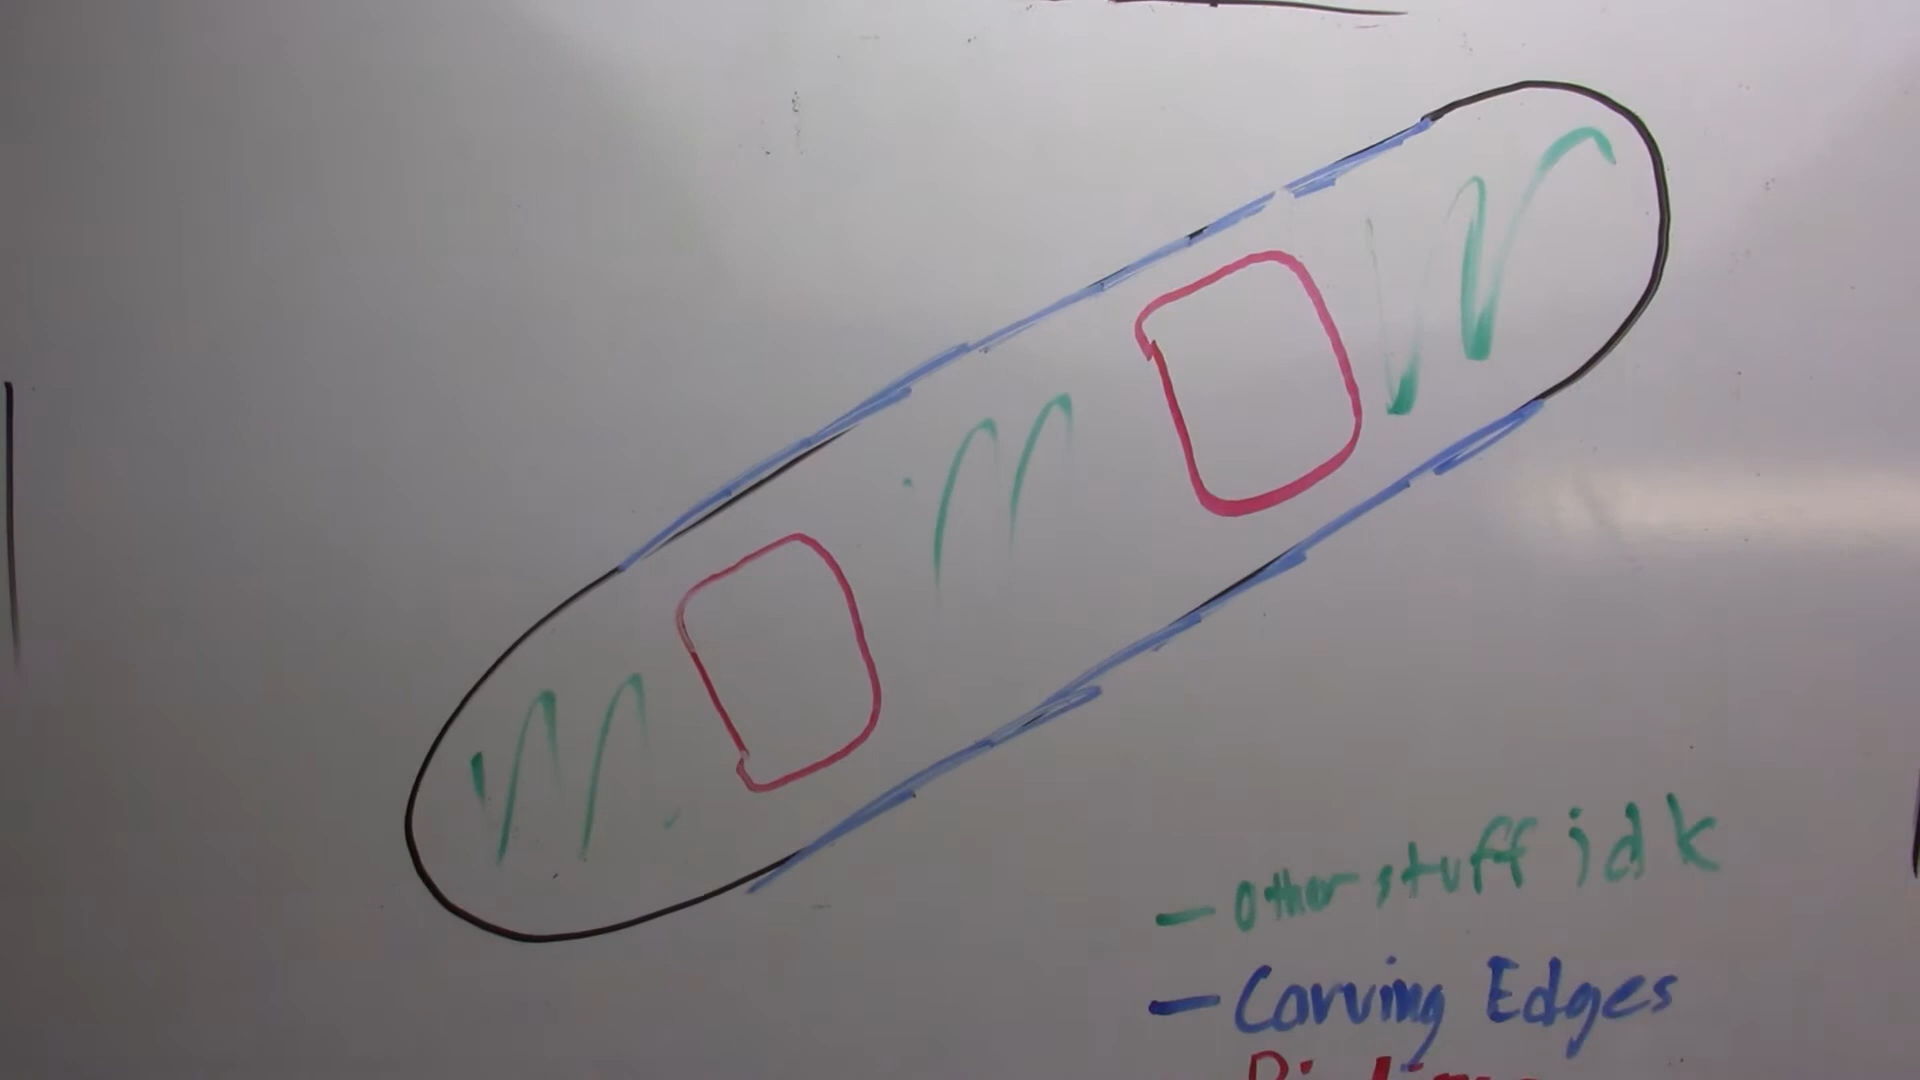 - other stuff idk
- Carving Edges